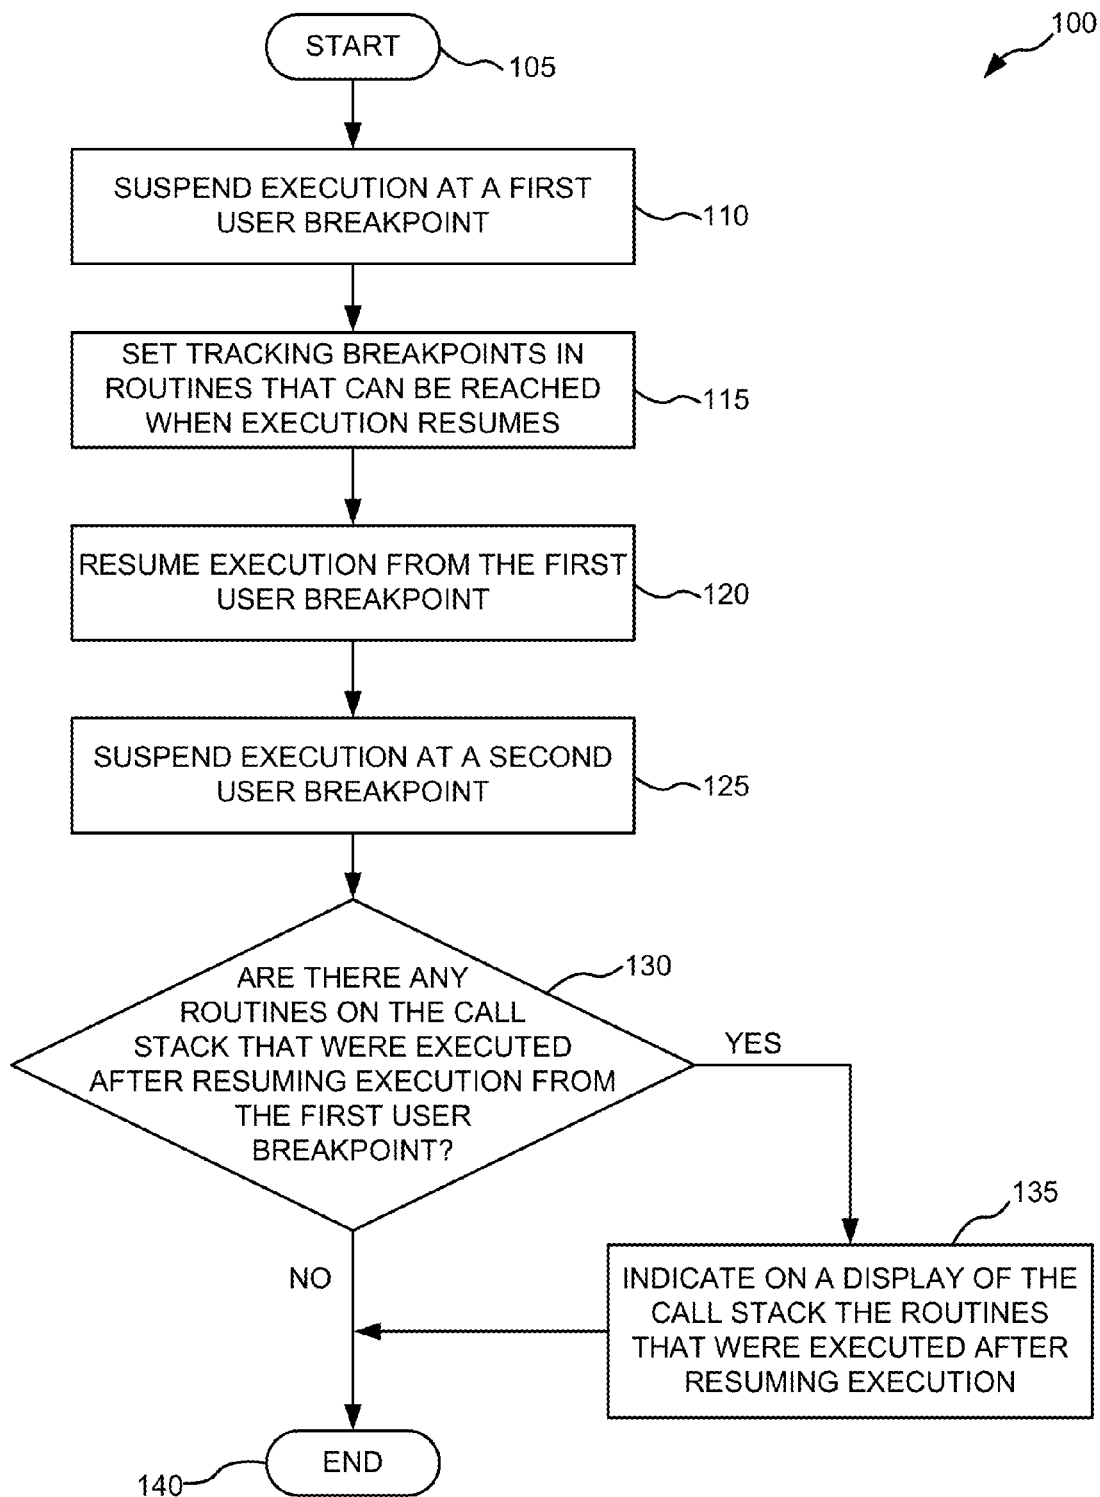 100
START
105
SUSPEND EXECUTION AT A FIRST
USER BREAKPOINT
110
SET TRACKING BREAKPOINTS IN
ROUTINES THAT CAN BE REACHED
WHEN EXECUTION RESUMES
115
RESUME EXECUTION FROM THE FIRST
USER BREAKPOINT
120
SUSPEND EXECUTION AT A SECOND
USER BREAKPOINT
125
ARE THERE ANY
ROUTINES ON THE CALL
STACK THAT WERE EXECUTED
AFTER RESUMING EXECUTION FROM
THE FIRST USER
BREAKPOINT?
130
YES
NO
135
INDICATE ON A DISPLAY OF THE
CALL STACK THE ROUTINES
THAT WERE EXECUTED AFTER
RESUMING EXECUTION
END
140